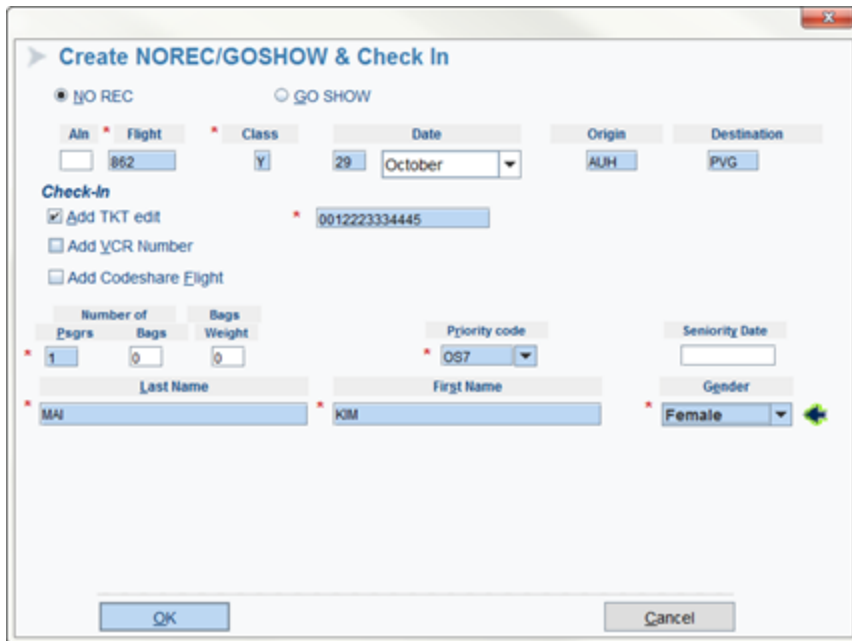 Create NOREC/GOSHOW & Check In
NO REC GO SHOW
Aln * Flight * Class Date Origin Destination
862 Y 29 October AUH PVG
Check-In
Add TKT edit * 0012223334445
Add VCR Number
Add Codeshare Flight
Number of Bags
Psgrs Bags Weight Priority code Seniority Date
* 1 0 0 * OS7
Last Name First Name Gender
* MAI * KIM * Female
OK Cancel